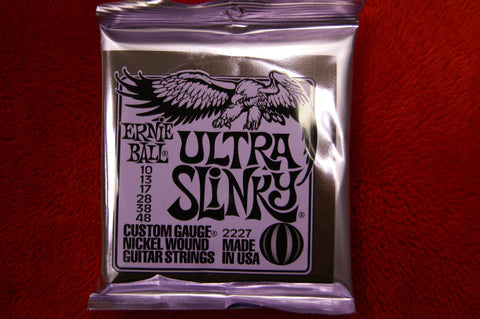 ERNIE
BALL®
ULTRA
SLINKY®
10
13
17
28
38
48
CUSTOM GAUGE® 2227
NICKEL WOUND MADE
GUITAR STRINGS IN USA